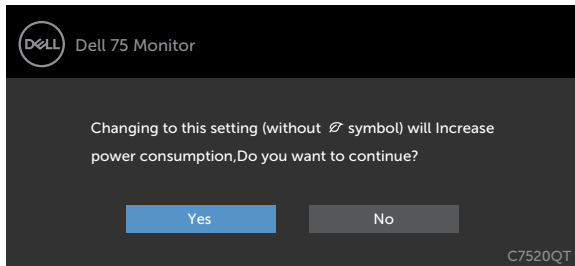 DELL Dell 75 Monitor
Changing to this setting (without symbol) will Increase
power consumption,Do you want to continue?
Yes No
C7520QT